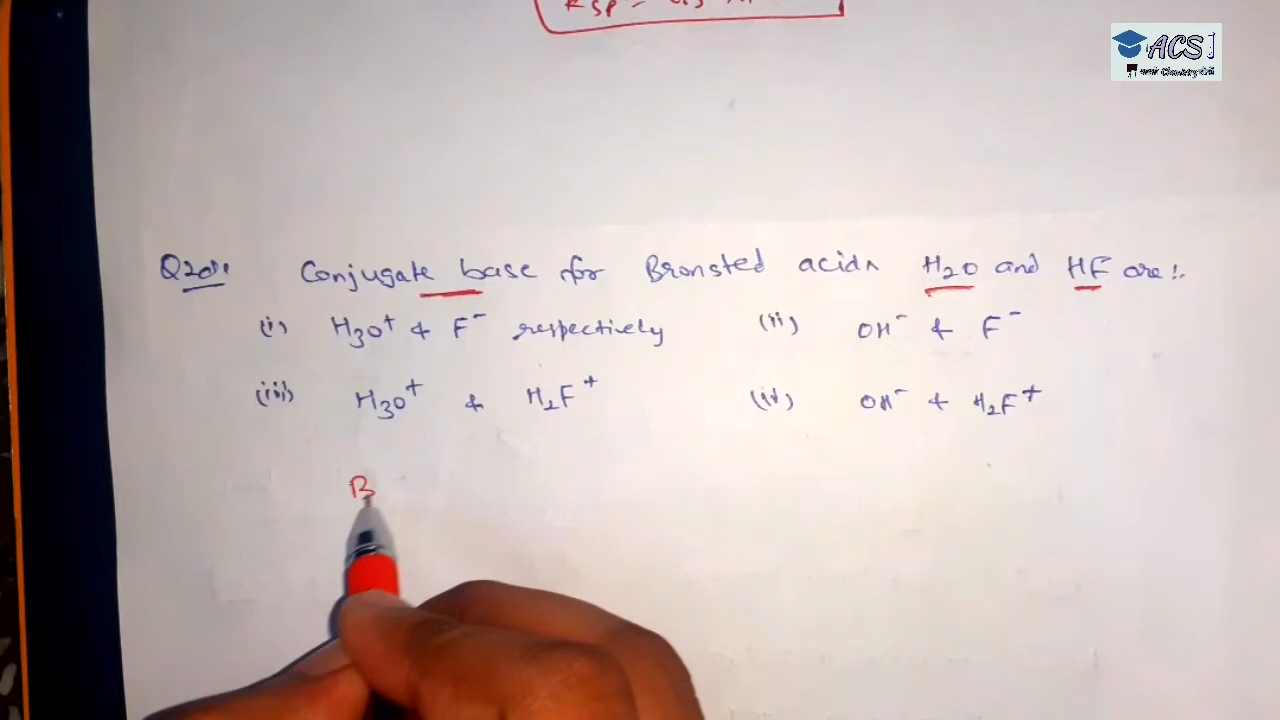 Ksp =
ACS
Q20:. Conjugate base for Bronsted acids H2O and HF are :.
(i) H3O+ & F- respectively (ii) OH- & F-
(iii) H3O+ & H2F+ (iv) OH- & H2F+
B